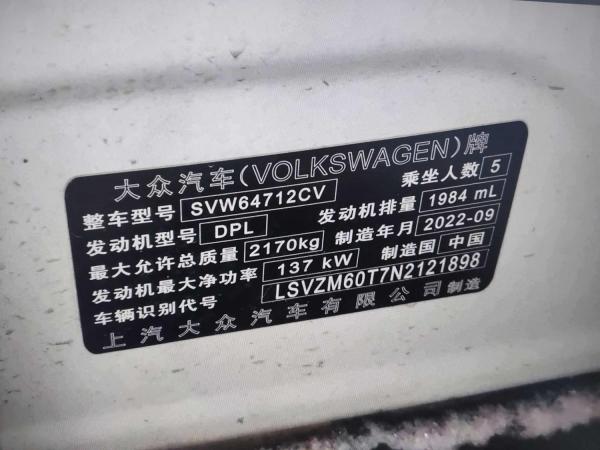 大众汽车(VOLKSWAGEN)牌
整车型号 SVW64712CV 乘坐人数 5
发动机型号 DPL 发动机排量 1984 mL
最大允许总质量 2170kg 制造年月 2022-09
发动机最大净功率 137 kW 制造国 中国
车辆识别代号 LSVZM60T7N2121898
上汽大众汽车有限公司制造